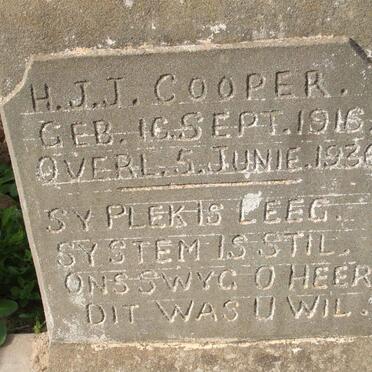 H.J.J. COOPER.
GEB. 16. SEPT. 1916.
OVERL. 5. JUNIE. 1936
SY PLEK IS LEEG.
SY STEM IS STIL.
ONS SWYG O HEER
DIT WAS U WIL.